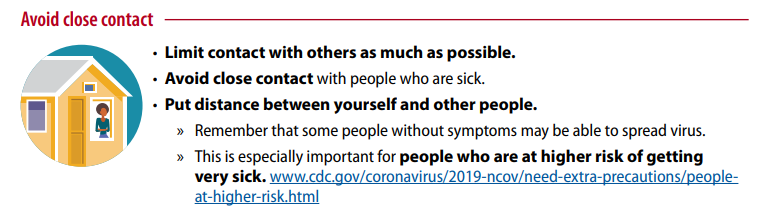 Avoid close contact
• Limit contact with others as much as possible.
• Avoid close contact with people who are sick.
• Put distance between yourself and other people.
» Remember that some people without symptoms may be able to spread virus.
» This is especially important for people who are at higher risk of getting
very sick. www.cdc.gov/coronavirus/2019-ncov/need-extra-precautions/people-
at-higher-risk.html